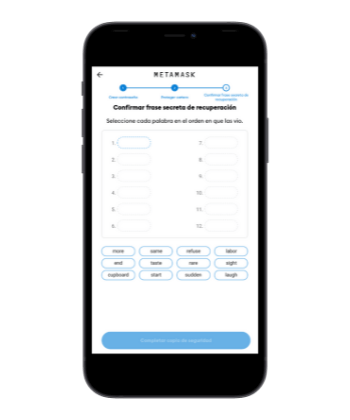 METAMASK
Crear contraseña Proteger cartera Confirmar frase secreta de
recuperación
Confirmar frase secreta de recuperación
Seleccione cada palabra en el orden en que las vio.
1. 7.
2. 8.
3. 9.
4. 10.
5. 11.
6. 12.
more same refuse labor
end taste new night
cupboard start sudden laugh
Completar copia de seguridad